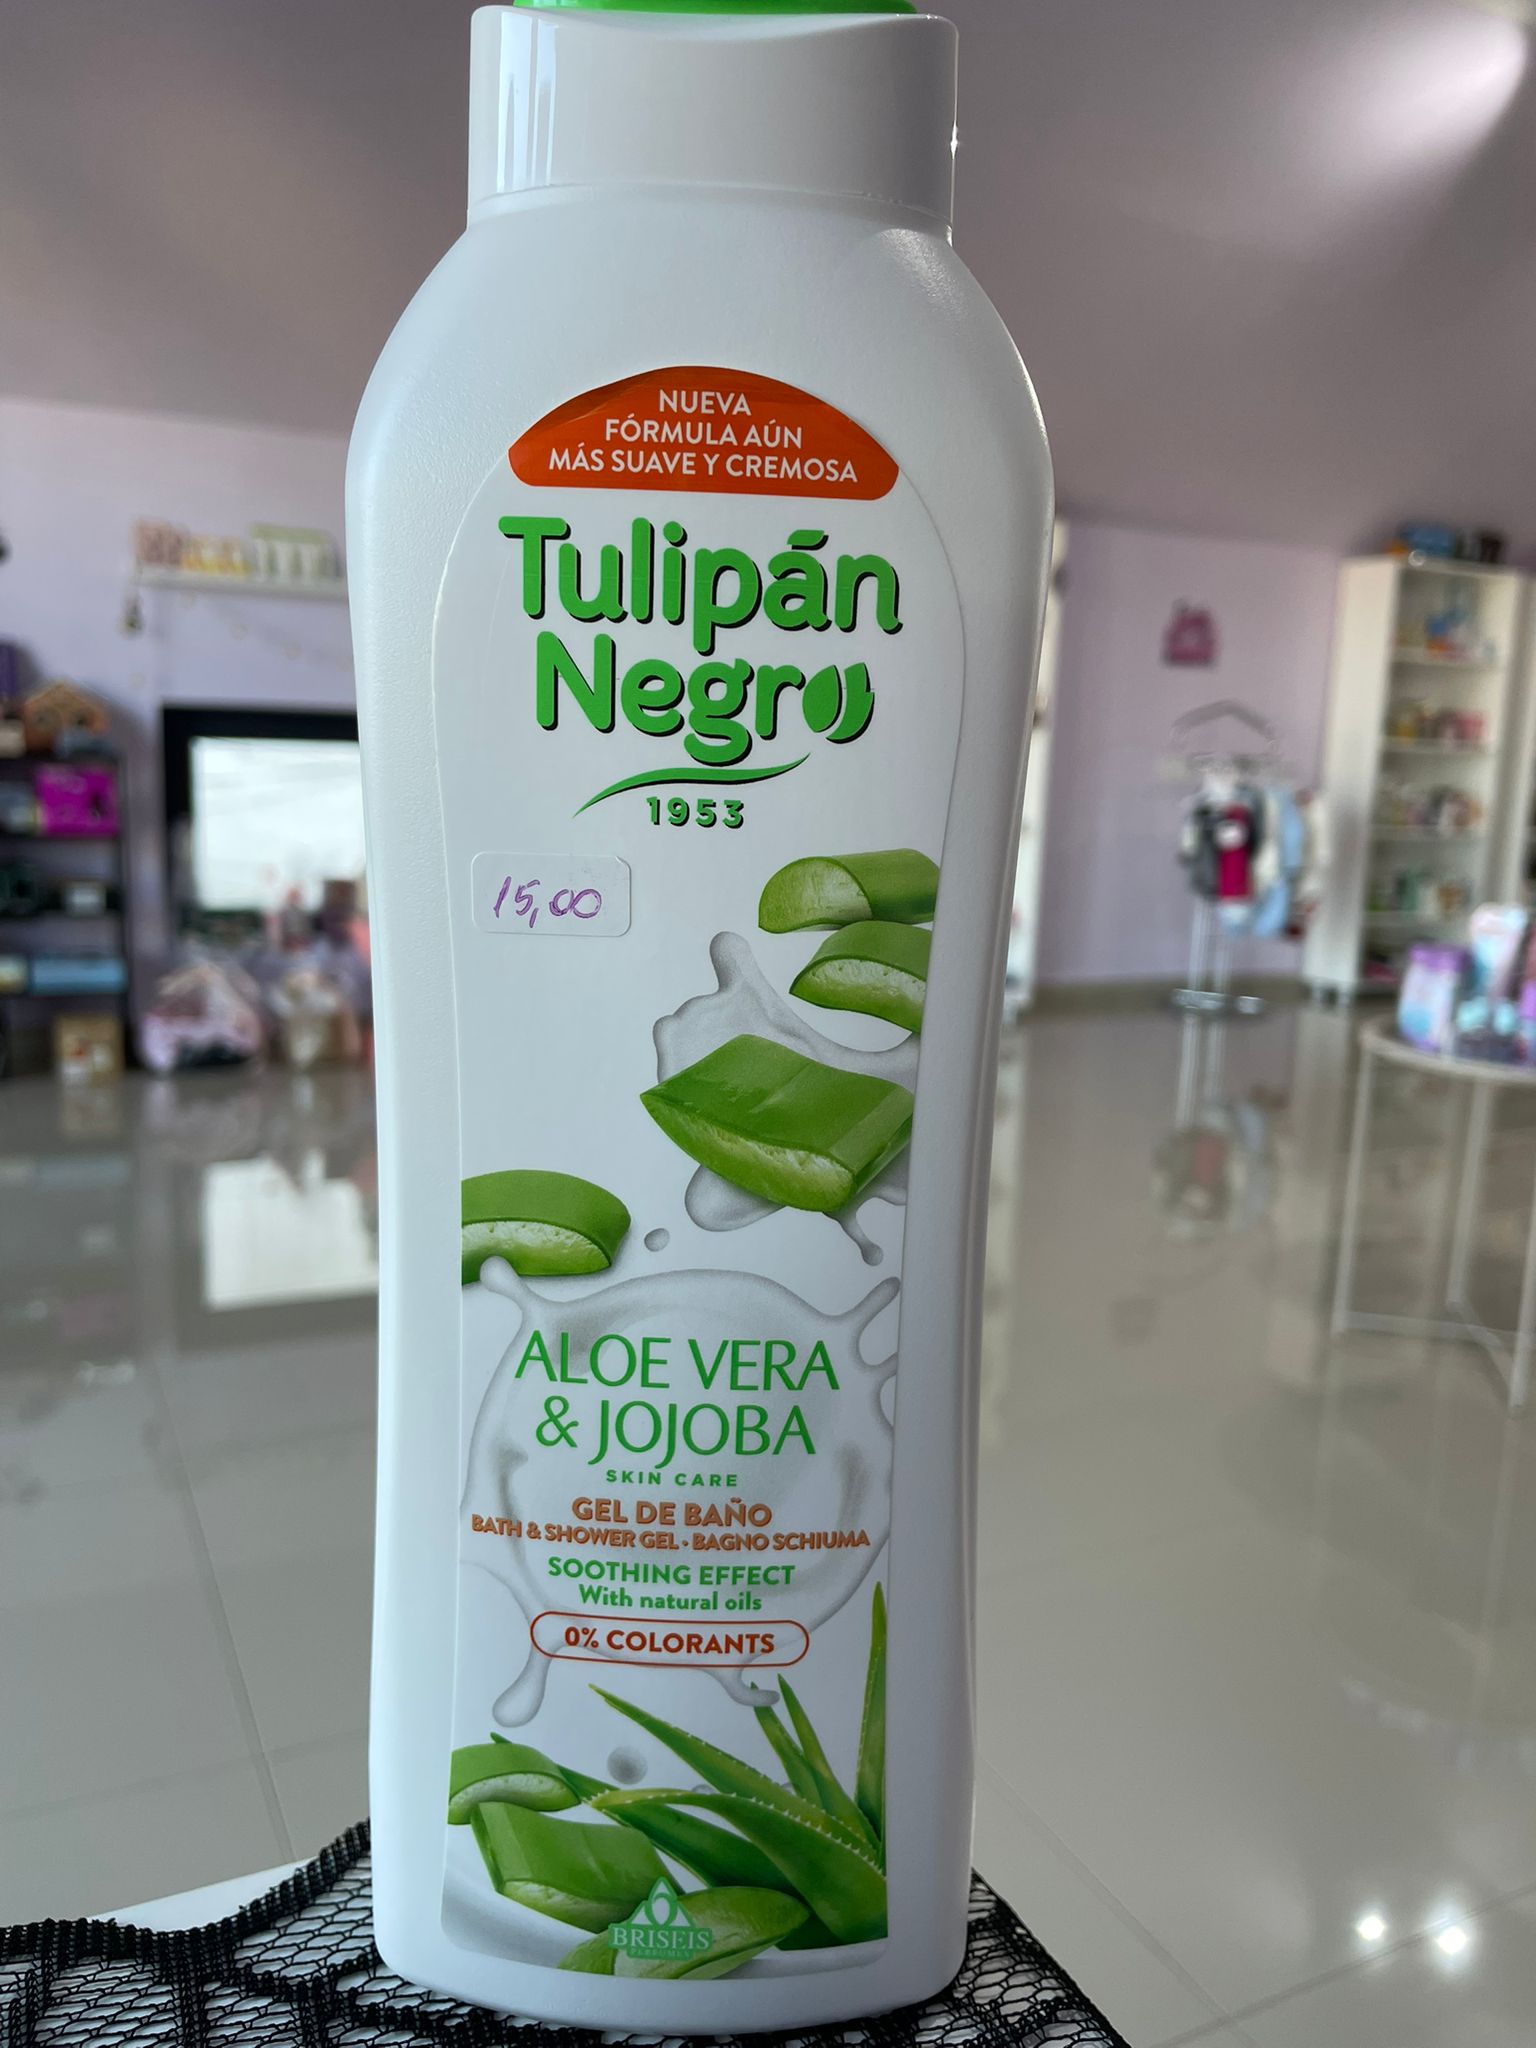 NUEVA
FÓRMULA AÚN
MÁS SUAVE Y CREMOSA
Tulipán
Negro
1953
15,00
ALOE VERA
& JOJOBA
SKIN CARE
GEL DE BAÑO
BATH & SHOWER GEL · BAGNO SCHIUMA
SOOTHING EFFECT
With natural oils
0% COLORANTS
BRISEIS
PERFUMES